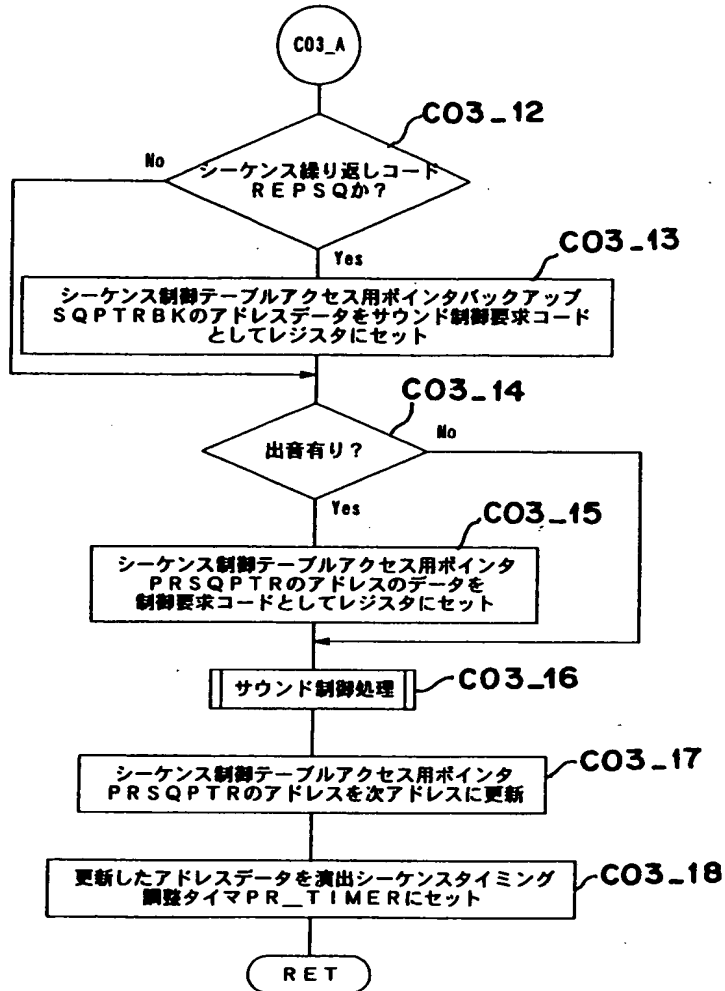 C03_A
C03_12
No
シーケンス繰り返しコード
REPSQか?
Yes
C03_13
シーケンス制御テーブルアクセス用ポインタバックアップ
SQPTRBKのアドレスデータをサウンド制御要求コード
としてレジスタにセット
C03_14
No
出音有り?
Yes
C03_15
シーケンス制御テーブルアクセス用ポインタ
PRSQPTRのアドレスのデータを
制御要求コードとしてレジスタにセット
サウンド制御処理
C03_16
シーケンス制御テーブルアクセス用ポインタ
PRSQPTRのアドレスを次アドレスに更新
C03_17
更新したアドレスデータを演出シーケンスタイミング
調整タイマPR_TIMERにセット
C03_18
RET